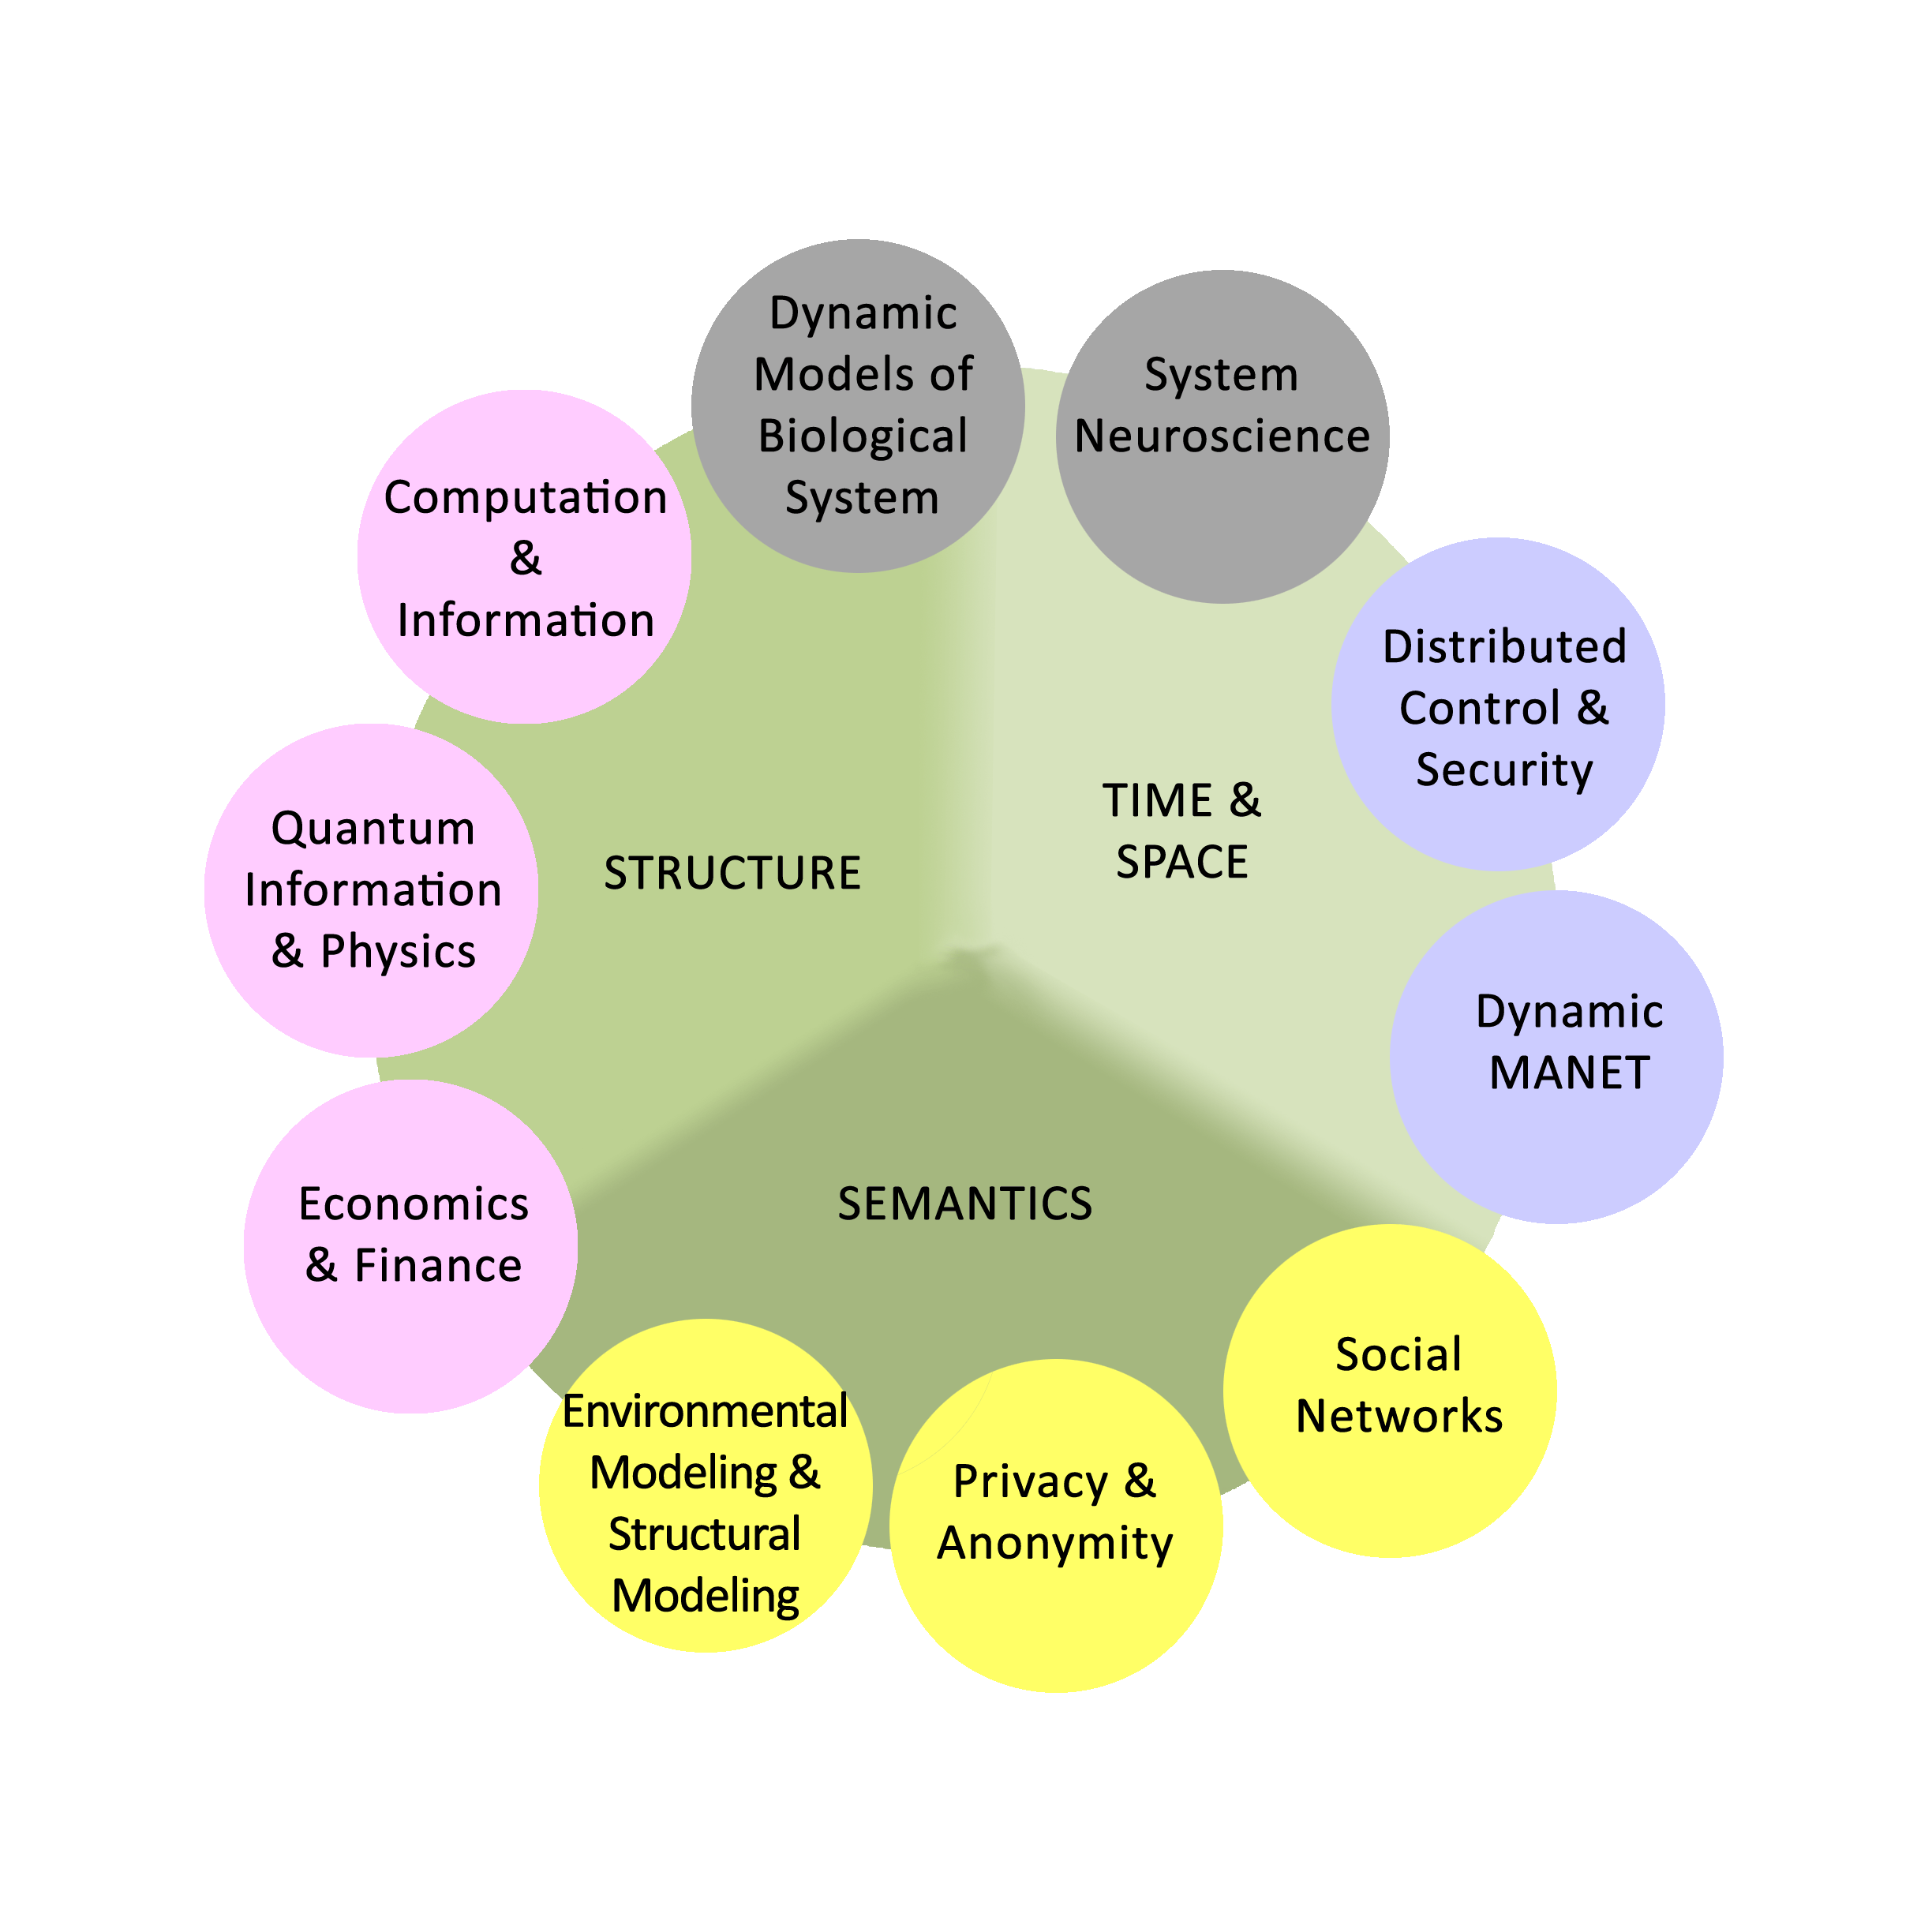 Dynamic
Models of
Biological
System
System
Neuroscience
Computation
&
Information
Distributed
Control &
Security
Quantum
Information
& Physics
STRUCTURE
TIME &
SPACE
Dynamic
MANET
Economics
& Finance
SEMANTICS
Social
Networks
Environmental
Modeling &
Structural
Modeling
Privacy &
Anonymity